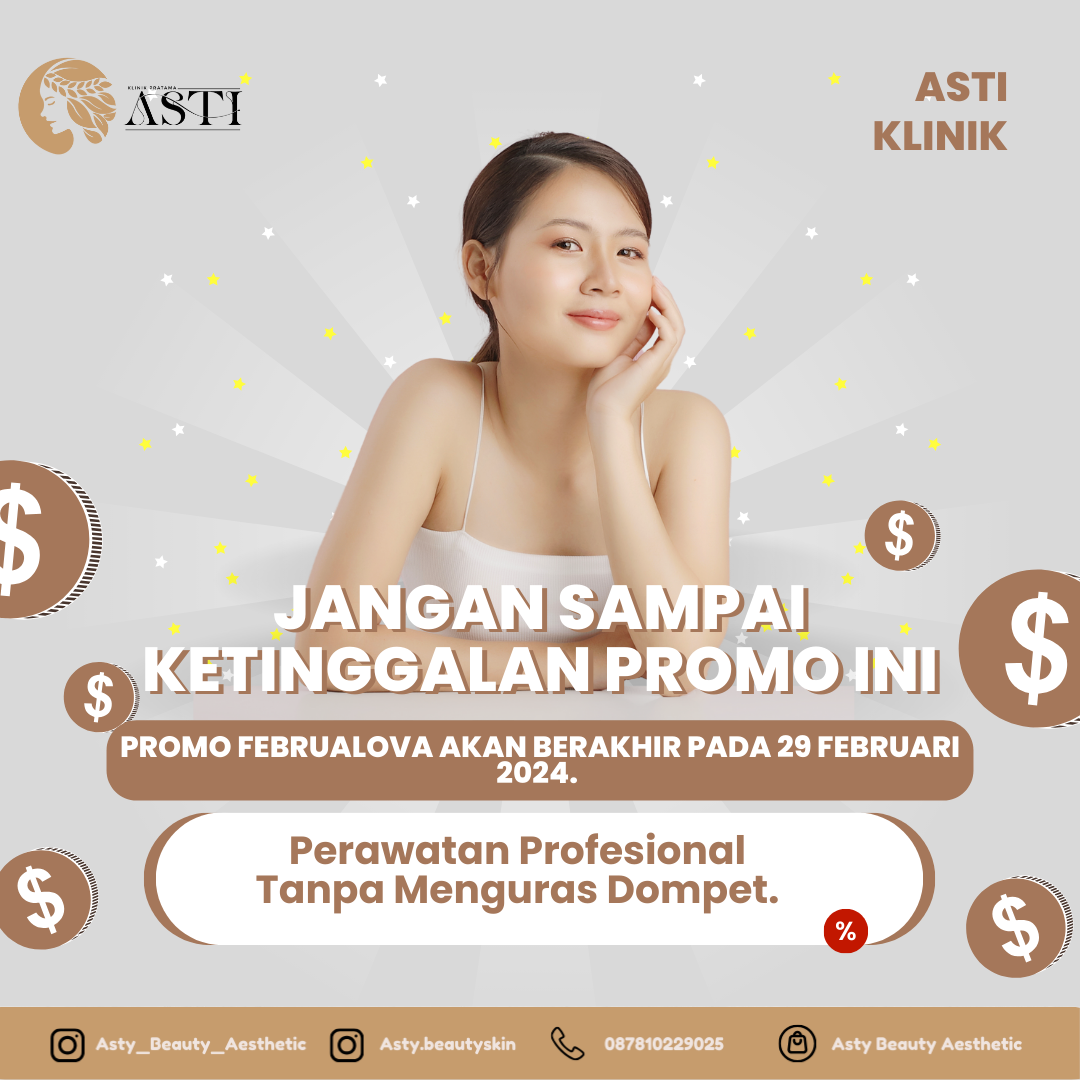 KLINIK PRATAMA
ASTI
ASTI
KLINIK
JANGAN SAMPAI
KETINGGALAN PROMO INI
PROMO FEBRUALOVA AKAN BERAKHIR PADA 29 FEBRUARI
2024.
Perawatan Profesional
Tanpa Menguras Dompet.
%
$
$
$
$
$
$
Asty_Beauty_Aesthetic
Asty.beautyskin
087810229025
Asty Beauty Aesthetic